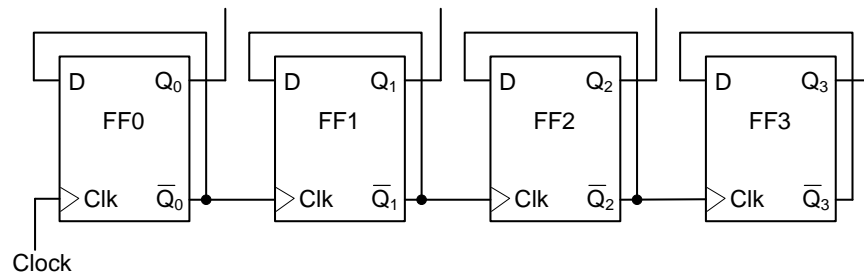 D Q₀ D Q₁ D Q₂ D Q₃
FF0 FF1 FF2 FF3
Clk Q̅₀ Clk Q̅₁ Clk Q̅₂ Clk Q̅₃
Clock